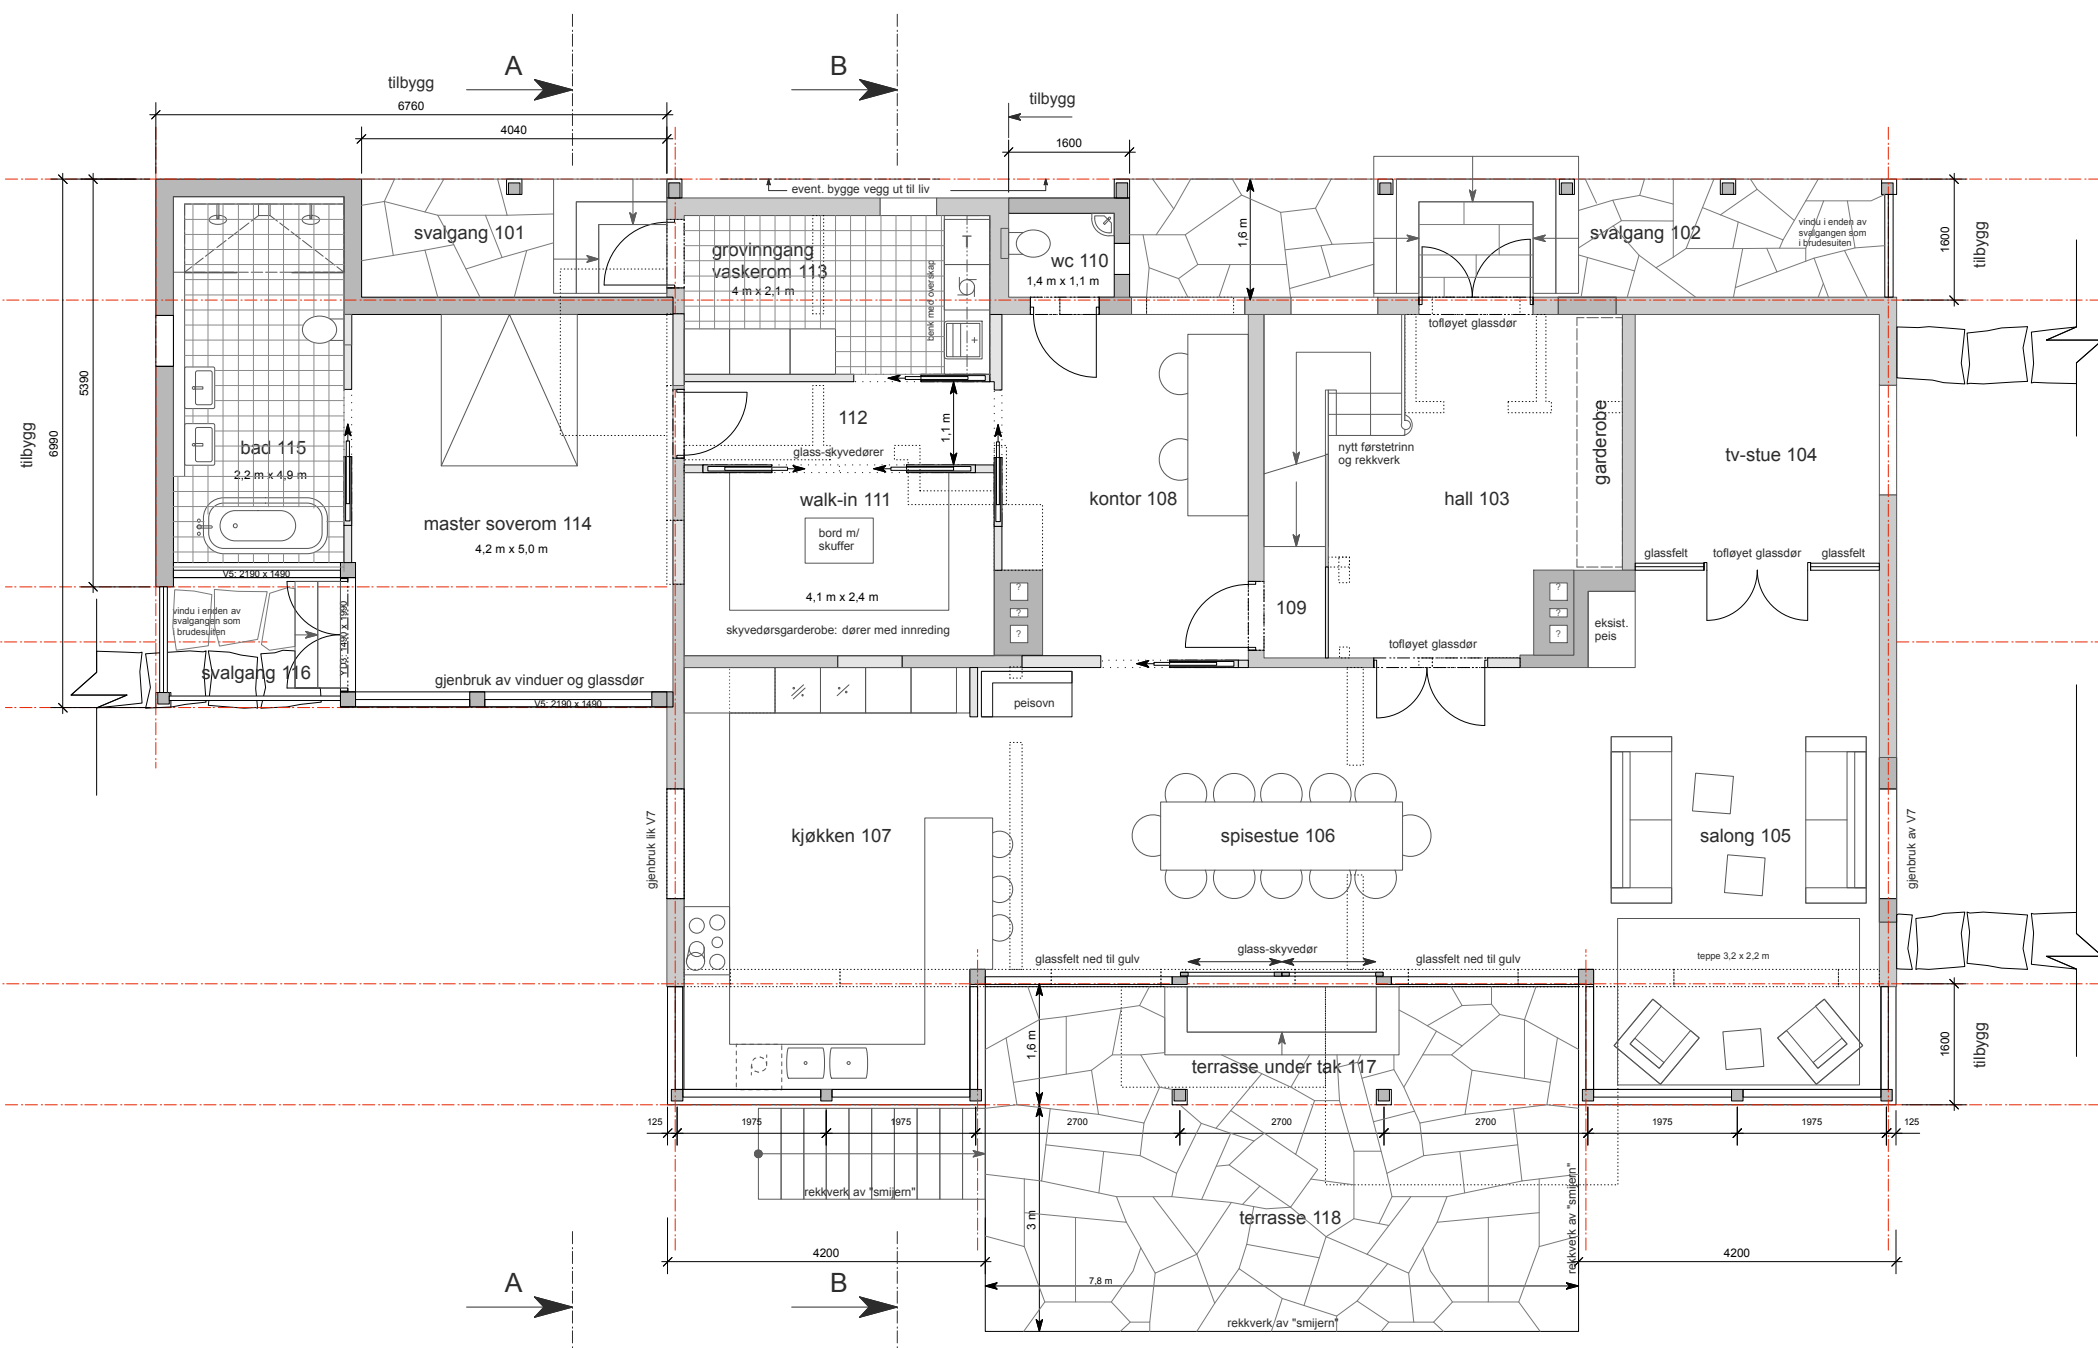 A
B
tilbygg
6760
tilbygg
4040
1600
event. bygge vegg ut til liv
svalgang 101
grovinngang
vaskerom 113
4 m x 2,1 m
benk med overskap
T
wc 110
1,4 m x 1,1 m
1,6 m
svalgang 102
vindu i enden av
svalgangen som
i brudesuiten
1600
tilbygg
tofløyet glassdør
tilbygg
6990
5390
bad 115
2,2 m x 4,9 m
112
1,1 m
glass-skyvedører
nytt førstetrinn
og rekkverk
garderobe
tv-stue 104
master soverom 114
4,2 m x 5,0 m
walk-in 111
bord m/
skuffer
4,1 m x 2,4 m
skyvedørsgarderobe: dører med innreding
kontor 108
hall 103
glassfelt
tofløyet glassdør
glassfelt
V5: 2190 x 1490
vindu i enden av
svalgangen som
brudesuiten
svalgang 116
gjenbruk av vinduer og glassdør
V5: 2190 x 1490
?
?
?
109
?
?
?
eksist.
peis
tofløyet glassdør
peisovn
gjenbruk lik V7
kjøkken 107
spisestue 106
salong 105
gjenbruk av V7
glassfelt ned til gulv
glass-skyvedør
glassfelt ned til gulv
teppe 3,2 x 2,2 m
1,6 m
terrasse under tak 117
1600
tilbygg
125
1975
1975
2700
2700
2700
1975
1975
125
rekkverk av "smijern"
3 m
terrasse 118
rekkverk av "smijern"
4200
4200
7,8 m
A
B
rekkverk av "smijern"